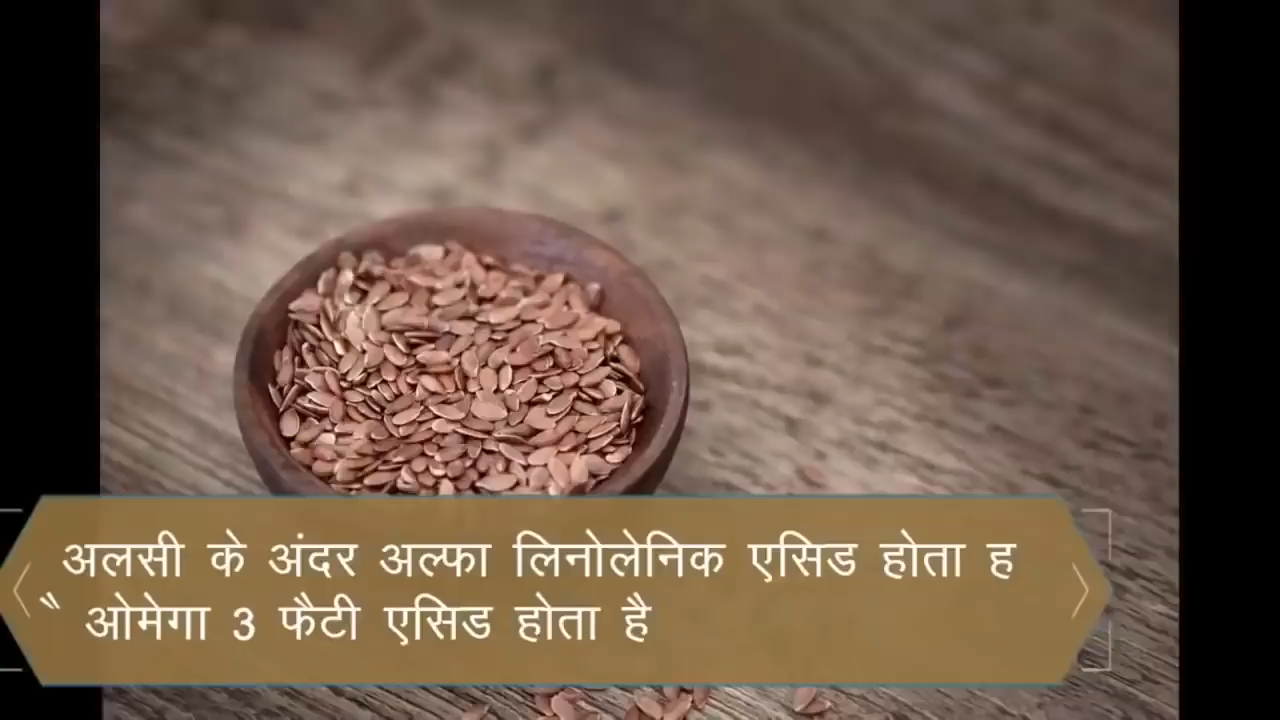 अलसी के अंदर अल्फा लिनोलेनिक एसिड होता ह
ै ओमेगा 3 फैटी एसिड होता है